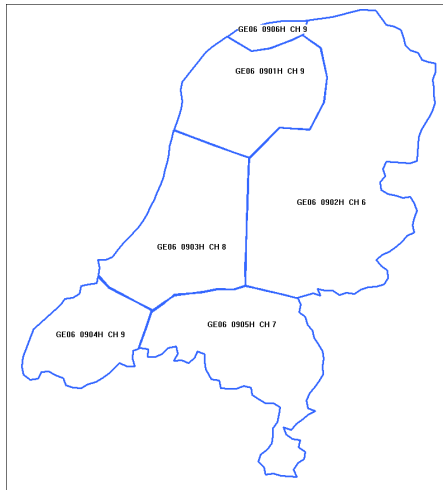 GE06 0906H CH 9
GE06 0901H CH 9
GE06 0902H CH 6
GE06 0903H CH 8
GE06 0905H CH 7
GE06 0904H CH 9